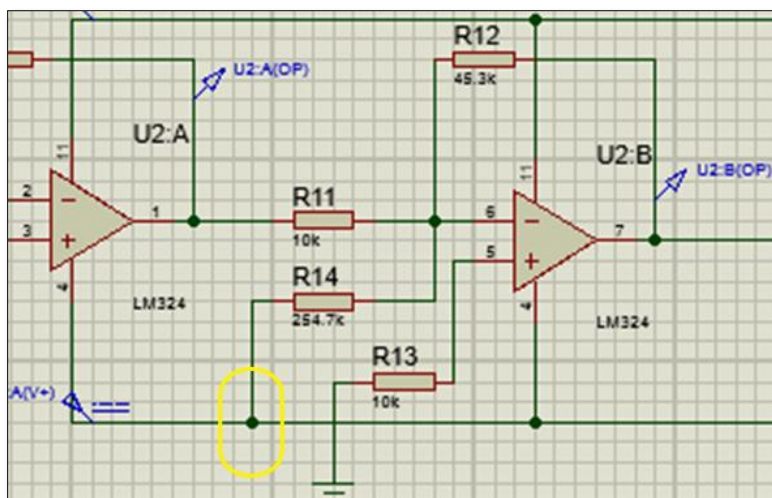 R12
45.3k
U2:A(OP)
U2:A
11
U2:B
11
U2:B(OP)
2
3
1
R11
10k
6
5
7
R14
254.7k
4
LM324
4
LM324
R13
10k
:A(V+)